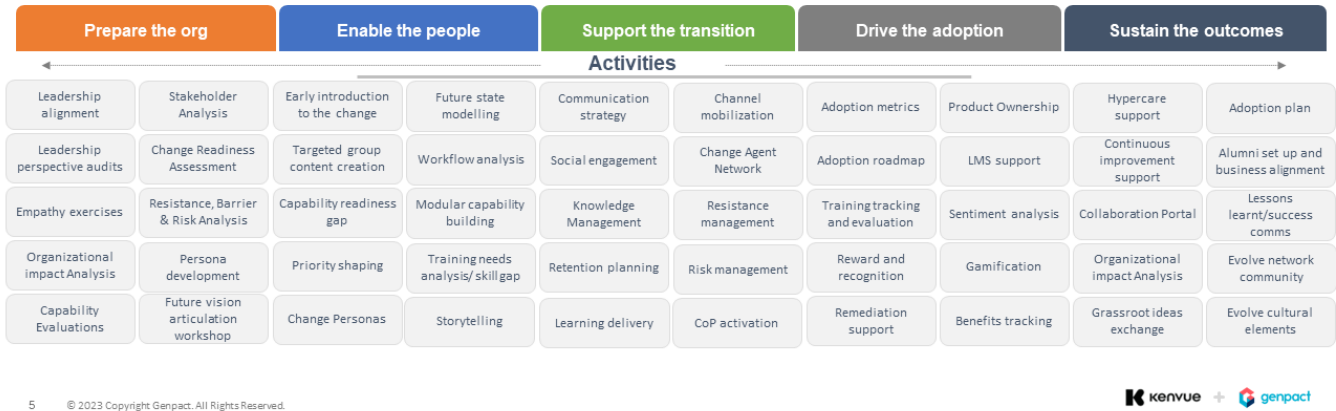 Prepare the org
Enable the people
Support the transition
Drive the adoption
Sustain the outcomes
Activities
Leadership
alignment
Stakeholder
Analysis
Early introduction
to the change
Future state
modelling
Communication
strategy
Channel
mobilization
Adoption metrics
Product Ownership
Hypercare
support
Adoption plan
Leadership
perspective audits
Change Readiness
Assessment
Targeted group
content creation
Workflow analysis
Social engagement
Change Agent
Network
Adoption roadmap
LMS support
Continuous
improvement
support
Alumni set up and
business alignment
Empathy exercises
Resistance, Barrier
& Risk Analysis
Capability readiness
gap
Modular capability
building
Knowledge
Management
Resistance
management
Training tracking
and evaluation
Sentiment analysis
Collaboration Portal
Lessons
learnt/success
comms
Organizational
impact Analysis
Persona
development
Priority shaping
Training needs
analysis/ skill gap
Retention planning
Risk management
Reward and
recognition
Gamification
Organizational
impact Analysis
Evolve network
community
Capability
Evaluations
Future vision
articulation
workshop
Change Personas
Storytelling
Learning delivery
CoP activation
Remediation
support
Benefits tracking
Grassroot ideas
exchange
Evolve cultural
elements
5
© 2023 Copyright Genpact. All Rights Reserved.
kenvue + genpact